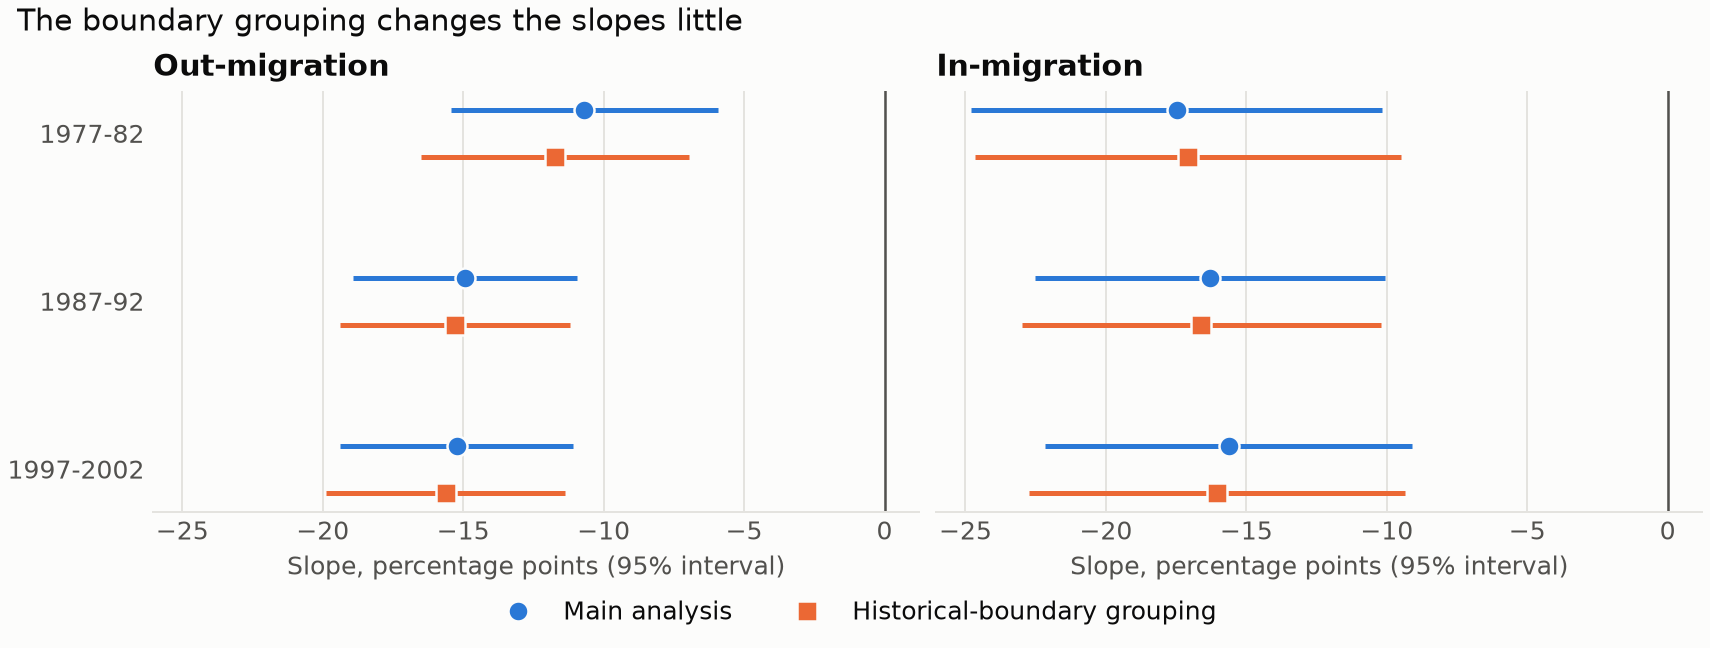 The boundary grouping changes the slopes little
Out-migration
In-migration
1977-82
1987-92
1997-2002
−25 −20 −15 −10 −5 0
−25 −20 −15 −10 −5 0
Slope, percentage points (95% interval)
Slope, percentage points (95% interval)
Main analysis
Historical-boundary grouping